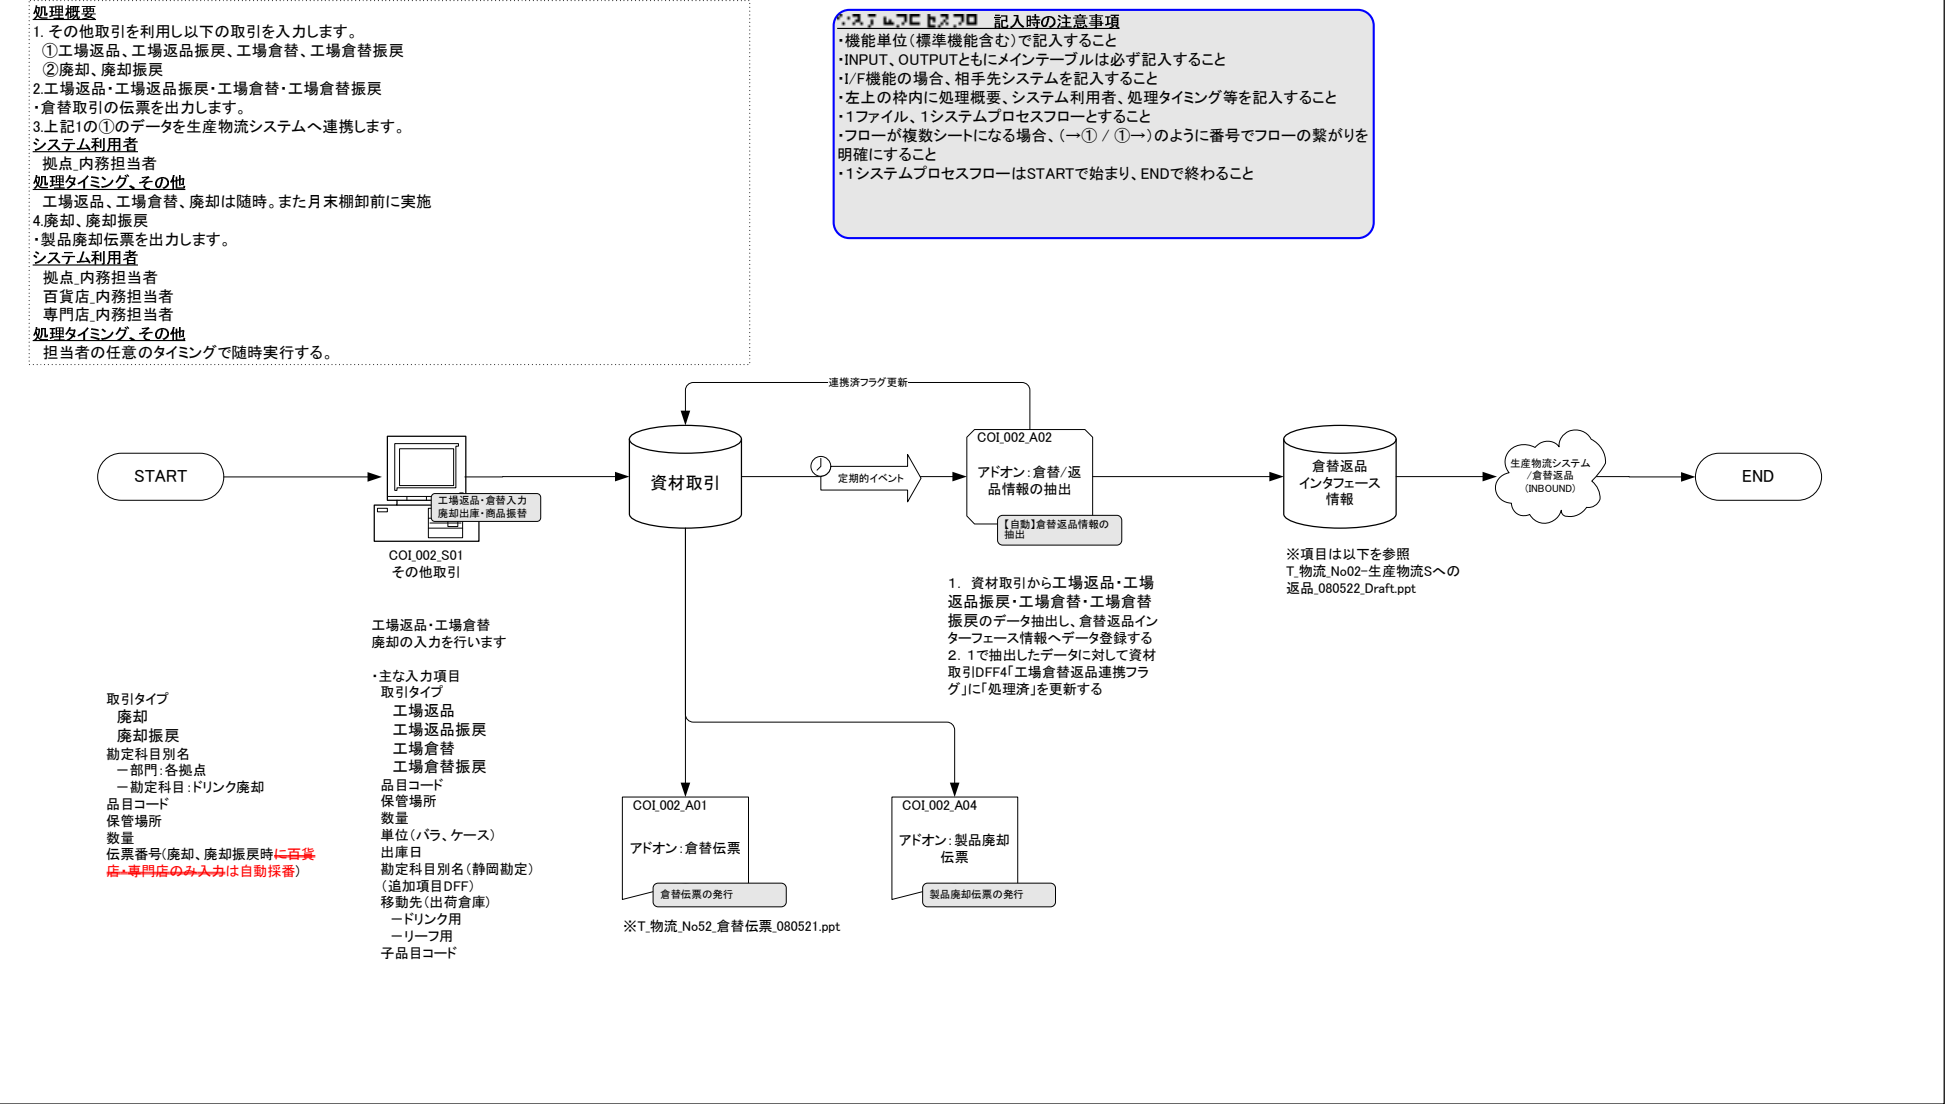 処理概要
1. その他取引を利用し以下の取引を入力します。
①工場返品、工場返品振戻、工場倉替、工場倉替振戻
②廃却、廃却振戻
2.工場返品・工場返品振戻・工場倉替・工場倉替振戻
・倉替取引の伝票を出力します。
3.上記1の①のデータを生産物流システムへ連携します。
システム利用者
拠点_内務担当者
処理タイミング、その他
工場返品、工場倉替、廃却は随時。また月末棚卸前に実施
4.廃却、廃却振戻
・製品廃却伝票を出力します。
システム利用者
拠点_内務担当者
百貨店_内務担当者
専門店_内務担当者
処理タイミング、その他
担当者の任意のタイミングで随時実行する。
記入時の注意事項
・機能単位(標準機能含む)で記入すること
・INPUT、OUTPUTともにメインテーブルは必ず記入すること
・I/F機能の場合、相手先システムを記入すること
・左上の枠内に処理概要、システム利用者、処理タイミング等を記入すること
・1ファイル、1システムプロセスフローとすること
・フローが複数シートになる場合、(→① / ①→)のように番号でフローの繋がりを
明確にすること
・1システムプロセスフローはSTARTで始まり、ENDで終わること
連携済フラグ更新
START
工場返品・倉替入力
廃却出庫・商品振替
COI_002_S01
その他取引
資材取引
定期的イベント
COI_002_A02
アドオン:倉替/返
品情報の抽出
【自動】倉替返品情報の
抽出
倉替返品
インタフェース
情報
生産物流システム
/倉替返品
(INBOUND)
END
※項目は以下を参照
T_物流_No02-生産物流Sへの
返品_080522_Draft.ppt
1. 資材取引から工場返品・工場
返品振戻・工場倉替・工場倉替
振戻のデータ抽出し、倉替返品イン
ターフェース情報へデータ登録する
2. 1で抽出したデータに対して資材
取引DFF4「工場倉替返品連携フラ
グ」に「処理済」を更新する
工場返品・工場倉替
廃却の入力を行います
・主な入力項目
取引タイプ
工場返品
工場返品振戻
工場倉替
工場倉替振戻
品目コード
保管場所
数量
単位(バラ、ケース)
出庫日
勘定科目別名(静岡勘定)
(追加項目DFF)
移動先(出荷倉庫)
－ドリンク用
－リーフ用
子品目コード
取引タイプ
廃却
廃却振戻
勘定科目別名
－部門:各拠点
－勘定科目:ドリンク廃却
品目コード
保管場所
数量
伝票番号(廃却、廃却振戻時に百貨
店・専門店のみ入力は自動採番)
COI_002_A01
アドオン:倉替伝票
倉替伝票の発行
※T_物流_No52_倉替伝票_080521.ppt
COI_002_A04
アドオン:製品廃却
伝票
製品廃却伝票の発行